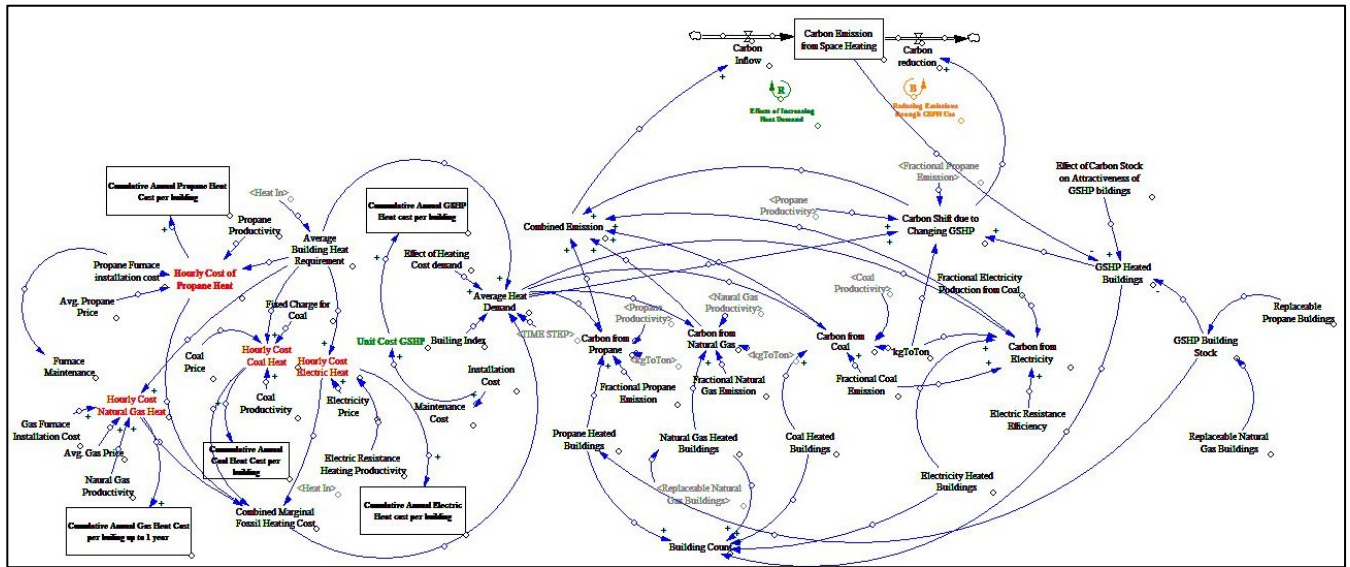 Carbon Emission
from Space Heating
Carbon
Inflow
Carbon
reduction
R
Effects of Increasing
Heat Demand
B
Reducing Emissions
through GSPH Use
<Fractional Propane
Emission>
Effect of Carbon Stock
on Attractiveness of
GSHP bildings
Cumulative Annual Propane Heat
Cost per building
<Heat In>
Cummulative Annual GSHP
Heat cost per building
<Propane
Productivity>
Propane
Productivity
Combined Emission
Carbon Shift due to
Changing GSHP
Average
Building Heat
Requirement
Effect of Heating
Cost demand
Propane Furnace
installation cost
Hourly Cost of
Propane Heat
GSHP Heated
Buildings
Avg. Propane
Price
Fixed Charge for
Coal
Average Heat
Demand
<Naural Gas
Productivity>
<Coal
Productivity>
Fractional Electricity
Production from Coal
<Propane
Productivity>
Replaceable
Propane Buldings
<TIME STEP>
Unit Cost GSHP
Builing Index
Carbon from
Propane
Carbon from
Natural Gas
Carbon from
Coal
Carbon from
Electricity
GSHP Building
Stock
Furnace
Maintenance
Coal
Price
Hourly Cost
Coal Heat
Hourly Cost
Electric Heat
<kgToTon>
<kgToTon>
kgToTon
Installation
Cost
Maintenance
Cost
Fractional Propane
Emission
Fractional Natural
Gas Emission
Fractional Coal
Emission
Hourly Cost
Natural Gas Heat
Coal
Productivity
Electricity
Price
Electric Resistance
Efficiency
Gas Furnace
Installation Cost
Avg. Gas Price
Cummulative Annual
Coal Heat Cost per
building
Electric Resistance
Heating Productivity
Propane Heated
Buildings
Natural Gas Heated
Buildings
Coal Heated
Buildings
Replaceable Natural
Gas Buildings
Naural Gas
Productivity
<Heat In>
Cumulative Annual Electric
Heat cost per building
<Replaceable Natural
Gas Buildings>
Electricity Heated
Buildings
Combined Marginal
Fossil Heating Cost
Cumulative Annual Gas Heat Cost
per builing up to 1 year
Building Count